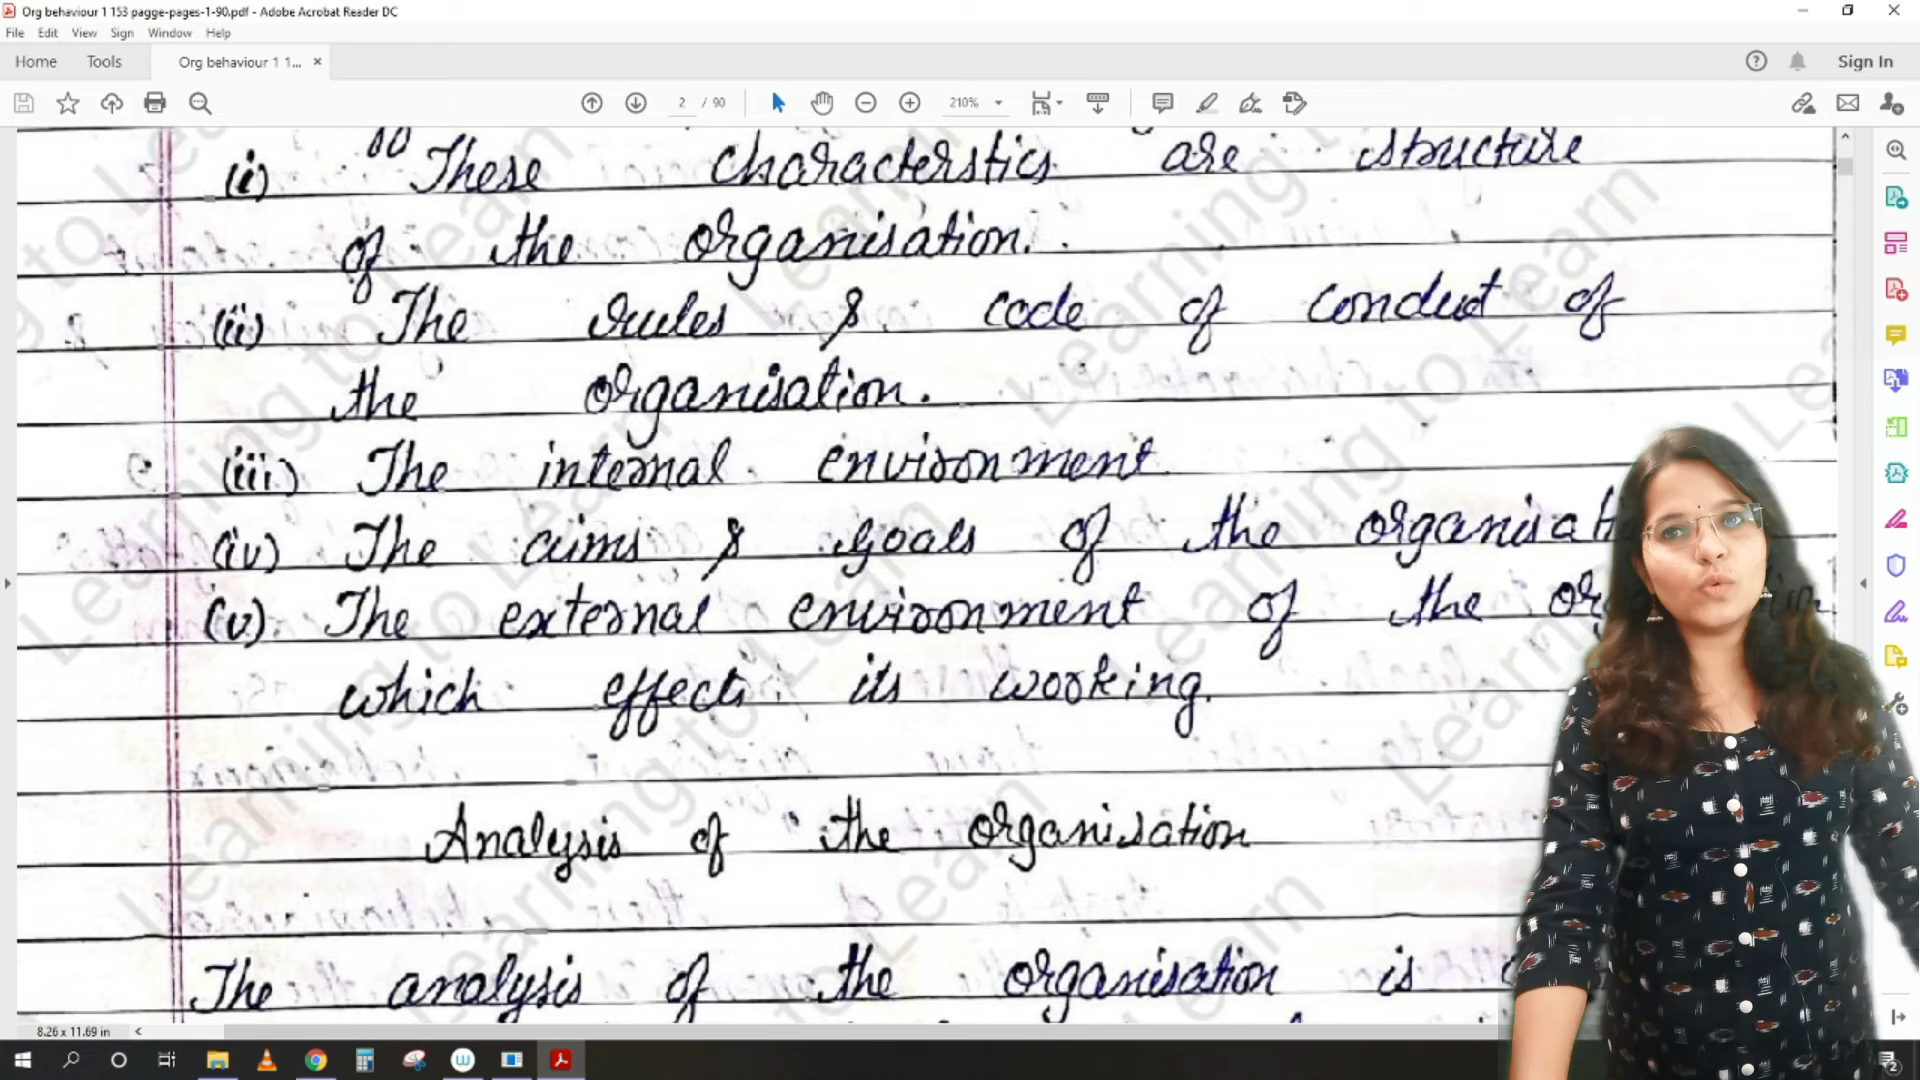 Org behaviour 1 153 pagge-pages-1-90.pdf - Adobe Acrobat Reader DC
File Edit View Sign Window Help
Home Tools Org behaviour 1 1... × Sign In
2 / 90 210%
(i) These characterstics are structure
of the organisation.
(ii) The rules & code of conduct of
the organisation.
(iii) The internal environment
(iv) The aims & goals of the organisati
(v) The external environment of the
which effects its working.
Analysis of the organisation
The analysis of the organisation is
8.26 x 11.69 in
Learning to Learn